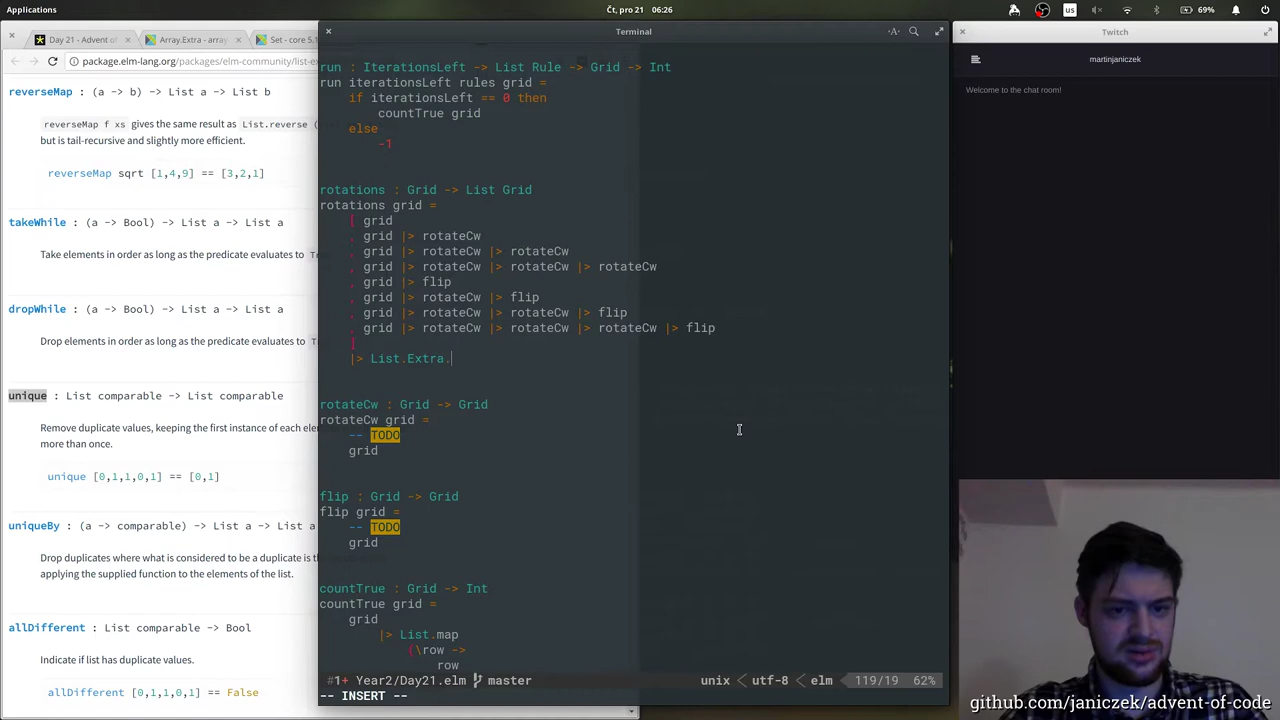 Applications
Čt, pro 21 06:26
us
69%
Day 21 - Advent o
Array.Extra - array
Set - core 5.1
package.elm-lang.org/packages/elm-community/list-ex
reverseMap : (a -> b) -> List a -> List b
reverseMap f xs gives the same result as List.reverse (
but is tail-recursive and slightly more efficient.
reverseMap sqrt [1,4,9] == [3,2,1]
takeWhile : (a -> Bool) -> List a -> List a
Take elements in order as long as the predicate evaluates to
dropWhile : (a -> Bool) -> List a -> List a
Drop elements in order as long as the predicate evaluates to
unique : List comparable -> List comparable
Remove duplicate values, keeping the first instance of each elem
more than once.
unique [0,1,1,0,1] == [0,1]
uniqueBy : (a -> comparable) -> List a -> List a
Drop duplicates where what is considered to be a duplicate is the
applying the supplied function to the elements of the list.
allDifferent : List comparable -> Bool
Indicate if list has duplicate values.
allDifferent [0,1,1,0,1] == False
Terminal
run : IterationsLeft -> List Rule -> Grid -> Int
run iterationsLeft rules grid =
if iterationsLeft == 0 then
countTrue grid
else
-1
rotations : Grid -> List Grid
rotations grid =
[ grid
, grid |> rotateCw
, grid |> rotateCw |> rotateCw
, grid |> rotateCw |> rotateCw |> rotateCw
, grid |> flip
, grid |> rotateCw |> flip
, grid |> rotateCw |> rotateCw |> flip
, grid |> rotateCw |> rotateCw |> rotateCw |> flip
]
|> List.Extra.
rotateCw : Grid -> Grid
rotateCw grid =
-- TODO
grid
flip : Grid -> Grid
flip grid =
-- TODO
grid
countTrue : Grid -> Int
countTrue grid =
grid
|> List.map
(\row ->
row
#1+ Year2/Day21.elm master
unix < utf-8 < elm 119/19 62%
-- INSERT --
Twitch
martinjaniczek
Welcome to the chat room!
github.com/janiczek/advent-of-code